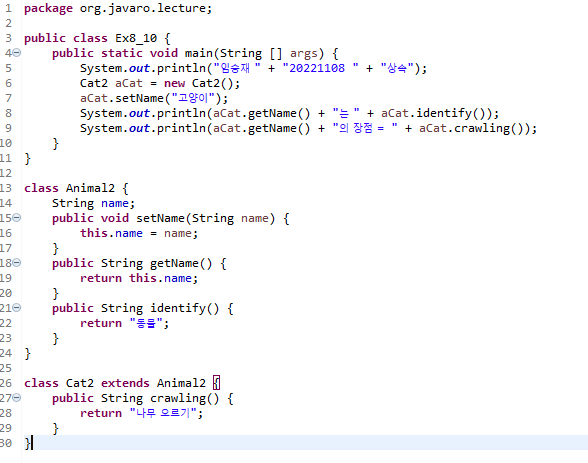 1 package org.javaro.lecture;
2
3 public class Ex8_10 {
4 public static void main(String [] args) {
5 System.out.println("임승재 " + "20221108 " + "상속");
6 Cat2 aCat = new Cat2();
7 aCat.setName("고양이");
8 System.out.println(aCat.getName() + "는 " + aCat.identify());
9 System.out.println(aCat.getName() + "의 장점 = " + aCat.crawling());
10 }
11 }
12
13 class Animal2 {
14 String name;
15 public void setName(String name) {
16 this.name = name;
17 }
18 public String getName() {
19 return this.name;
20 }
21 public String identify() {
22 return "동물";
23 }
24 }
25
26 class Cat2 extends Animal2 {
27 public String crawling() {
28 return "나무 오르기";
29 }
30 }